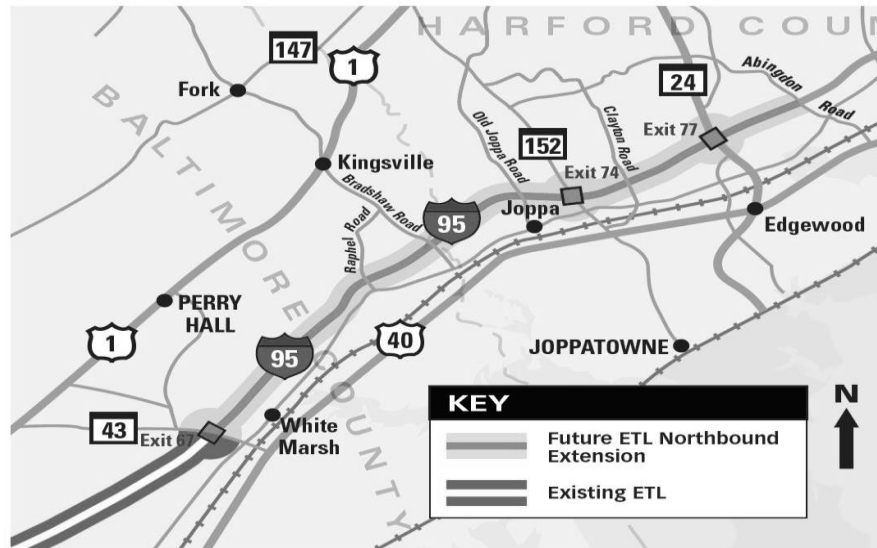 HARFORD COUN
147
1
24
Abingdon
Road
Fork
Exit 77
Old Joppa Road
Clayton Road
152
Exit 74
BALTIMORE COUNTY
Kingsville
Bradshaw Road
Raphel Road
95
Joppa
Edgewood
PERRY
HALL
1
95
40
JOPPATOWNE
43
Exit 67
White
Marsh
N
KEY
Future ETL Northbound
Extension
Existing ETL